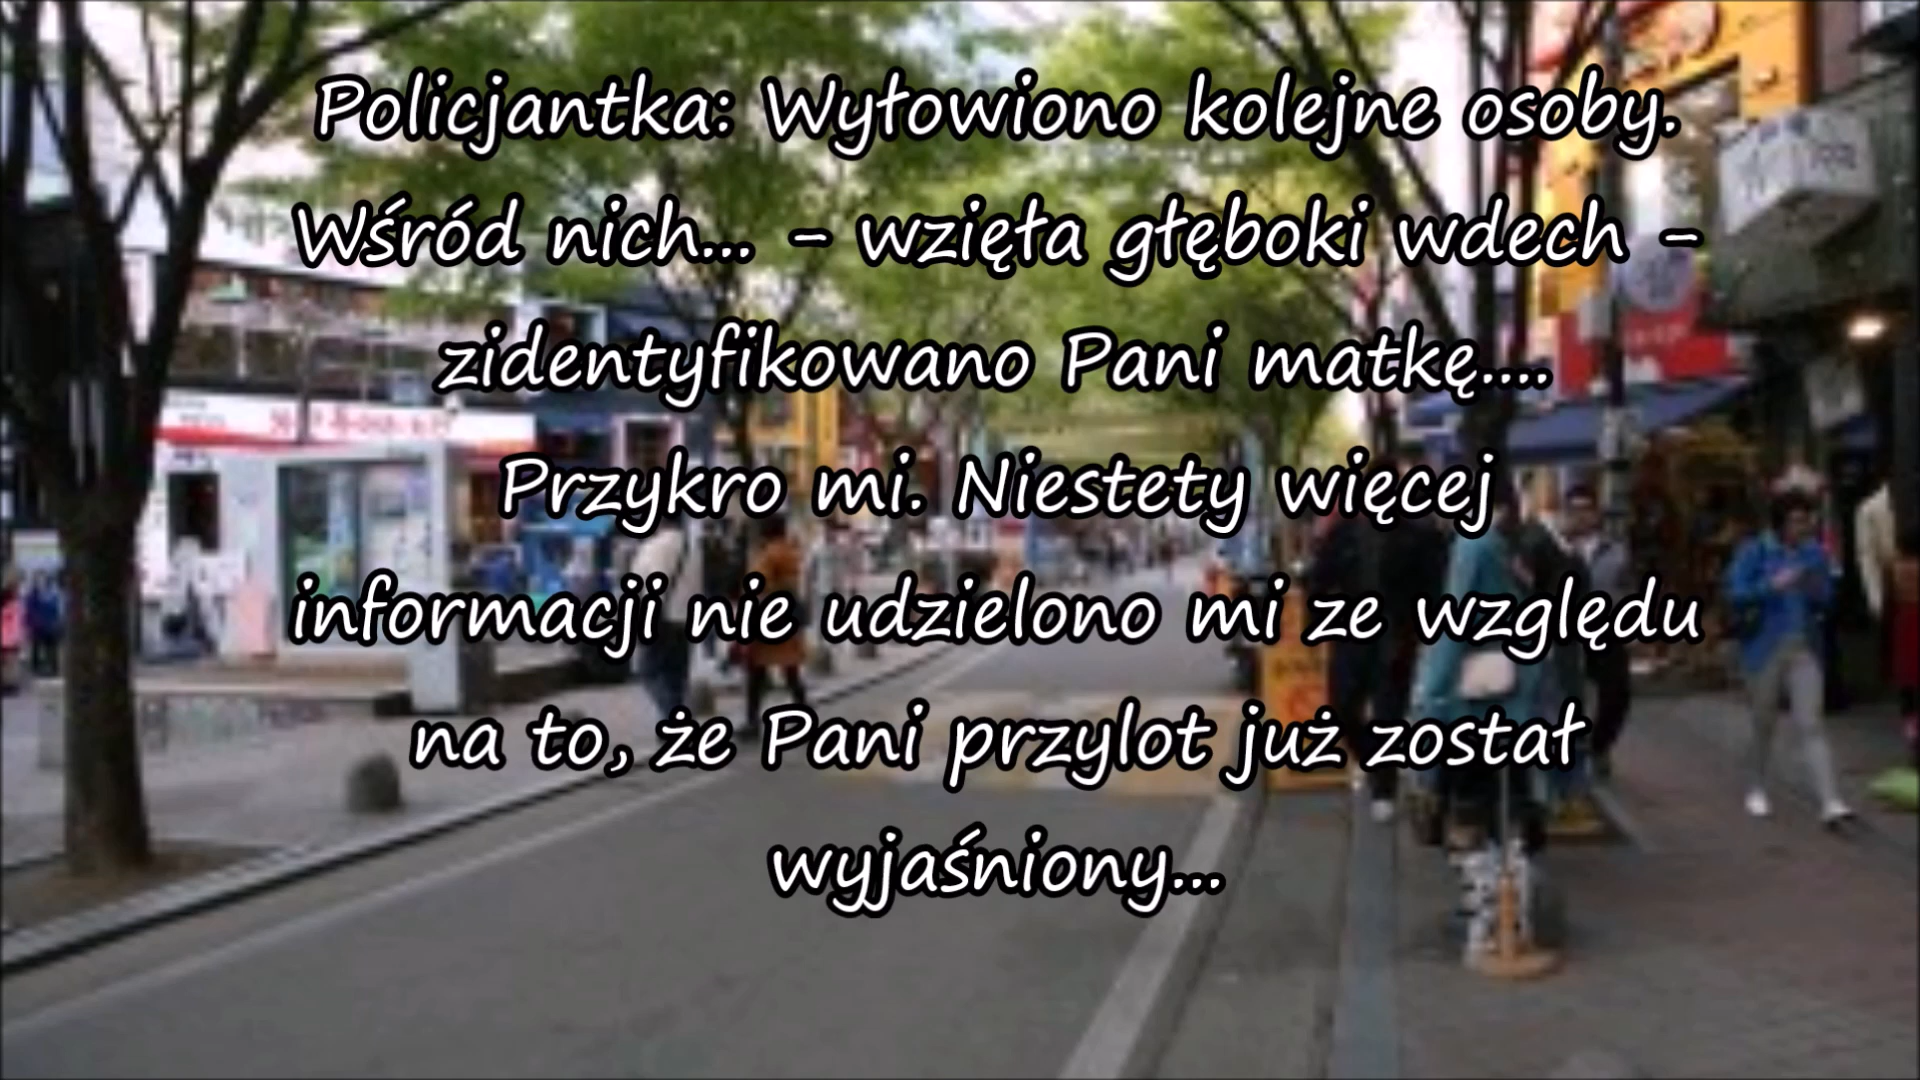 Policjantka: Wyłowiono kolejne osoby.
Wśród nich... - wzięła głęboki wdech -
zidentyfikowano Pani matkę....
Przykro mi. Niestety więcej
informacji nie udzielono mi ze względu
na to, że Pani przylot już został
wyjaśniony...